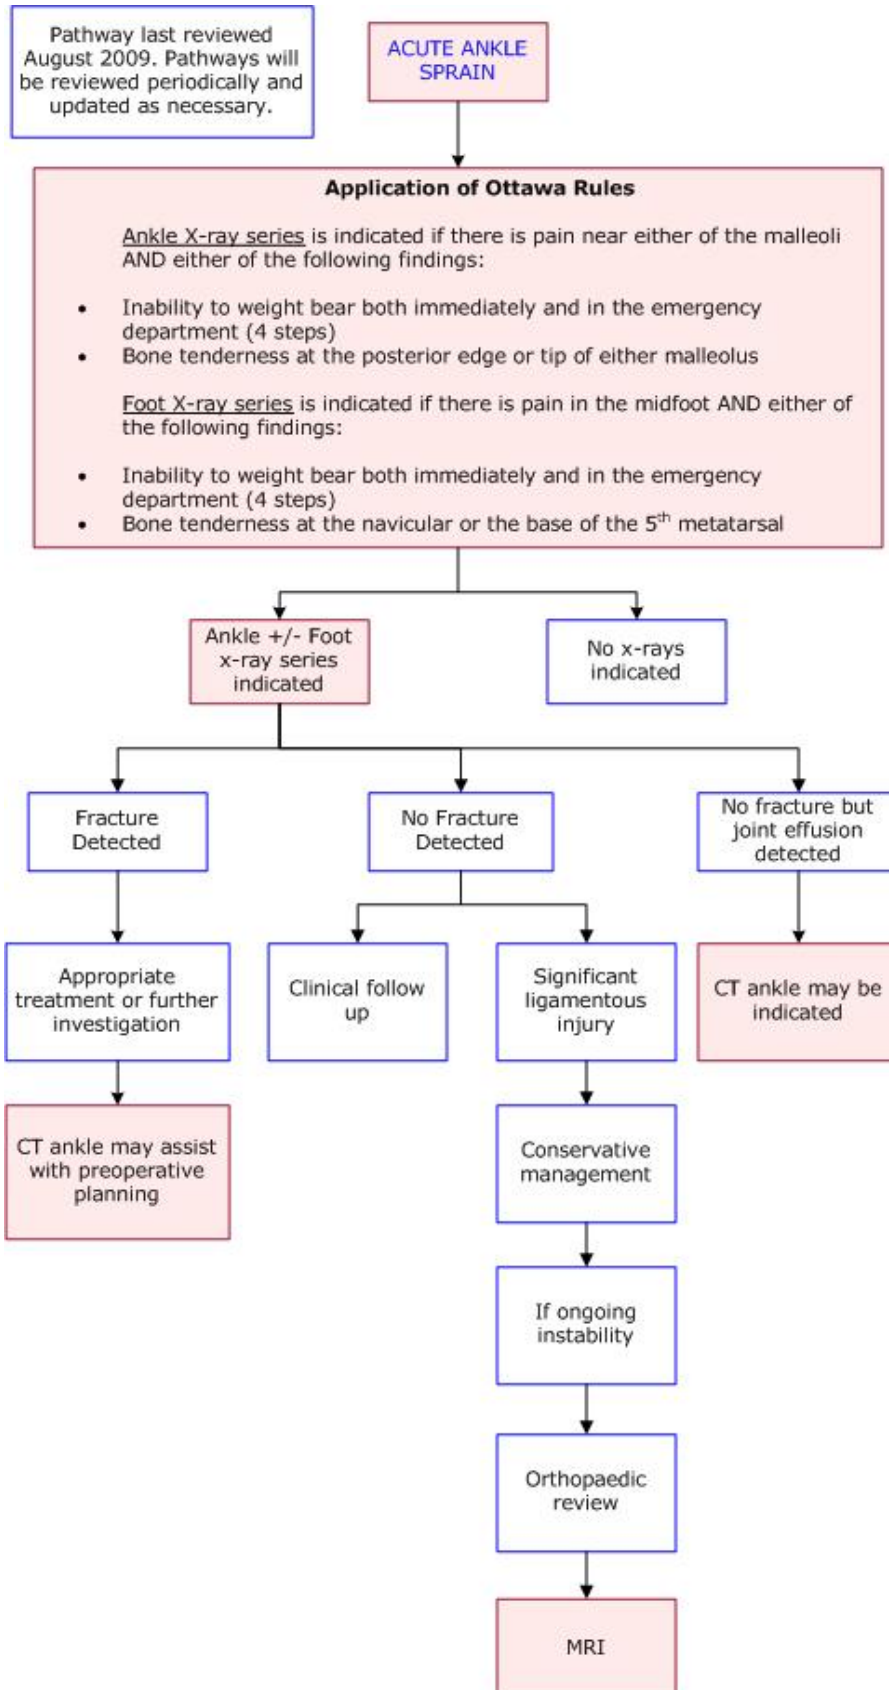 Pathway last reviewed
August 2009. Pathways will
be reviewed periodically and
updated as necessary.
ACUTE ANKLE
SPRAIN
Application of Ottawa Rules
Ankle X-ray series is indicated if there is pain near either of the malleoli
AND either of the following findings:
• Inability to weight bear both immediately and in the emergency
department (4 steps)
• Bone tenderness at the posterior edge or tip of either malleolus
Foot X-ray series is indicated if there is pain in the midfoot AND either of
the following findings:
• Inability to weight bear both immediately and in the emergency
department (4 steps)
• Bone tenderness at the navicular or the base of the 5th metatarsal
Ankle +/- Foot
x-ray series
indicated
No x-rays
indicated
Fracture
Detected
No Fracture
Detected
No fracture but
joint effusion
detected
Appropriate
treatment or further
investigation
Clinical follow
up
Significant
ligamentous
injury
CT ankle may be
indicated
CT ankle may assist
with preoperative
planning
Conservative
management
If ongoing
instability
Orthopaedic
review
MRI